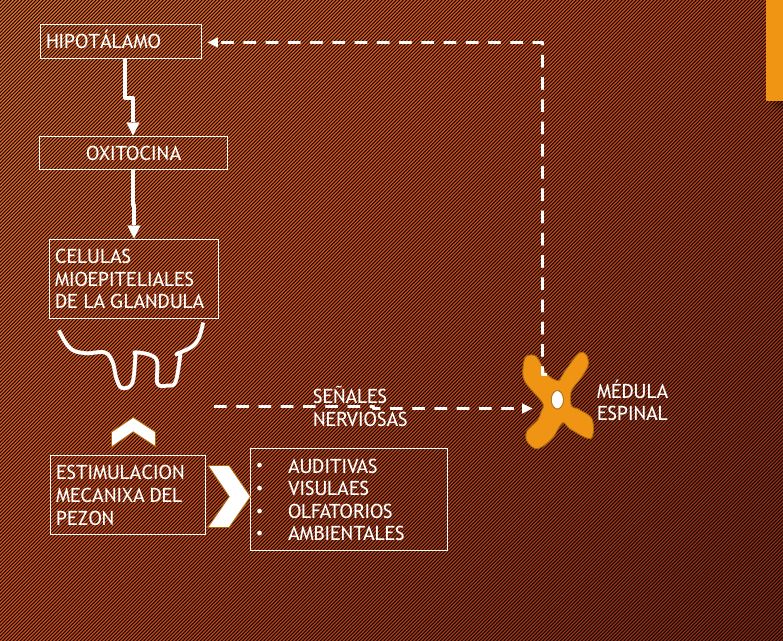 HIPOTÁLAMO
OXITOCINA
CELULAS
MIOEPITELIALES
DE LA GLANDULA
SEÑALES
NERVIOSAS
MÉDULA
ESPINAL
ESTIMULACION
MECANIXA DEL
PEZON
• AUDITIVAS
• VISULAES
• OLFATORIOS
• AMBIENTALES